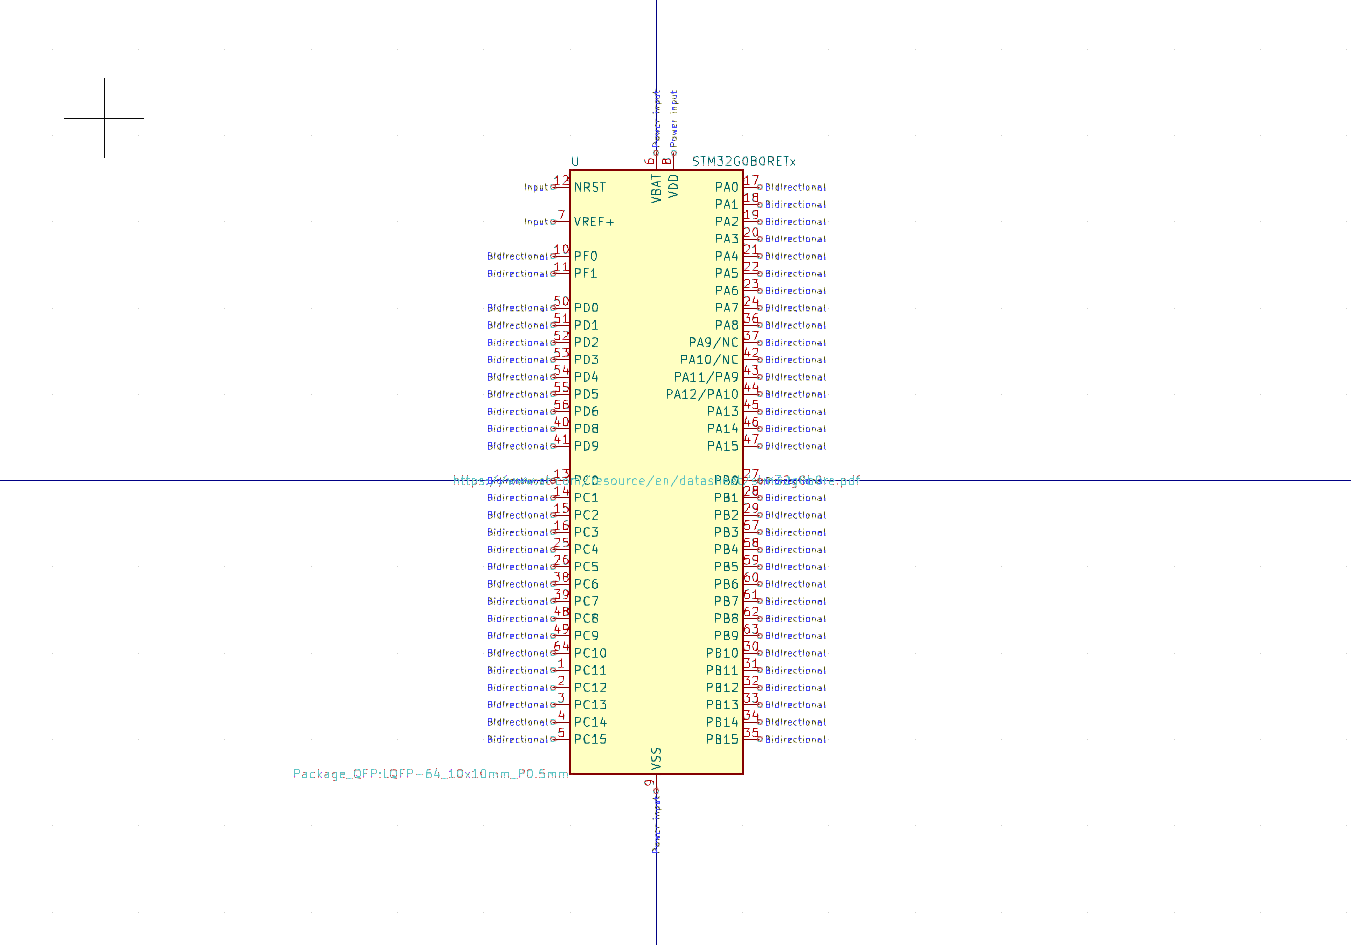 Power input Power input
6 8
U STM32G0B0RETx
VBAT VDD
Input 12 NRST PA0 17 Bidirectional
PA1 18 Bidirectional
Input 7 VREF+ PA2 19 Bidirectional
PA3 20 Bidirectional
Bidirectional 10 PF0 PA4 21 Bidirectional
Bidirectional 11 PF1 PA5 22 Bidirectional
PA6 23 Bidirectional
Bidirectional 50 PD0 PA7 24 Bidirectional
Bidirectional 51 PD1 PA8 36 Bidirectional
Bidirectional 52 PD2 PA9/NC 37 Bidirectional
Bidirectional 53 PD3 PA10/NC 42 Bidirectional
Bidirectional 54 PD4 PA11/PA9 43 Bidirectional
Bidirectional 55 PD5 PA12/PA10 44 Bidirectional
Bidirectional 56 PD6 PA13 45 Bidirectional
Bidirectional 40 PD8 PA14 46 Bidirectional
Bidirectional 41 PD9 PA15 47 Bidirectional
13 PC0 PB0 27
Bidirectional 14 PC1 PB1 28 Bidirectional
Bidirectional 15 PC2 PB2 29 Bidirectional
Bidirectional 16 PC3 PB3 57 Bidirectional
Bidirectional 25 PC4 PB4 58 Bidirectional
Bidirectional 26 PC5 PB5 59 Bidirectional
Bidirectional 38 PC6 PB6 60 Bidirectional
Bidirectional 39 PC7 PB7 61 Bidirectional
Bidirectional 48 PC8 PB8 62 Bidirectional
Bidirectional 49 PC9 PB9 63 Bidirectional
Bidirectional 64 PC10 PB10 30 Bidirectional
Bidirectional 1 PC11 PB11 31 Bidirectional
Bidirectional 2 PC12 PB12 32 Bidirectional
Bidirectional 3 PC13 PB13 33 Bidirectional
Bidirectional 4 PC14 PB14 34 Bidirectional
Bidirectional 5 PC15 PB15 35 Bidirectional
VSS
Package_QFP:LQFP-64_10x10mm_P0.5mm
9
Power input